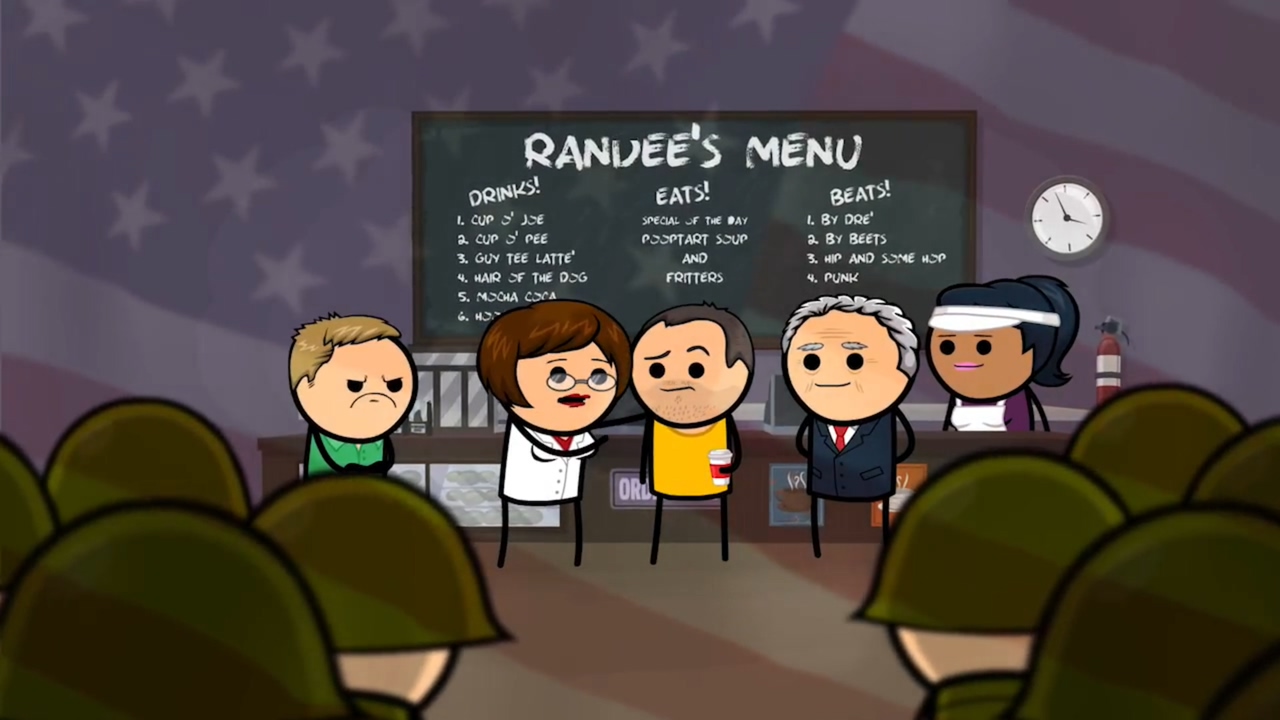 RANDEE'S MENU
DRINKS!
1. CUP O' JOE
2. CUP O' PEE
3. GUY TEE LATTE'
4. HAIR OF THE DOG
5. MOCHA COCA
6.
EATS!
SPECIAL OF THE DAY
POOPTART SOUP
AND
FRITTERS
BEATS!
1. BY DRE'
2. BY BEETS
3. HIP AND SOME HOP
4. PUNK